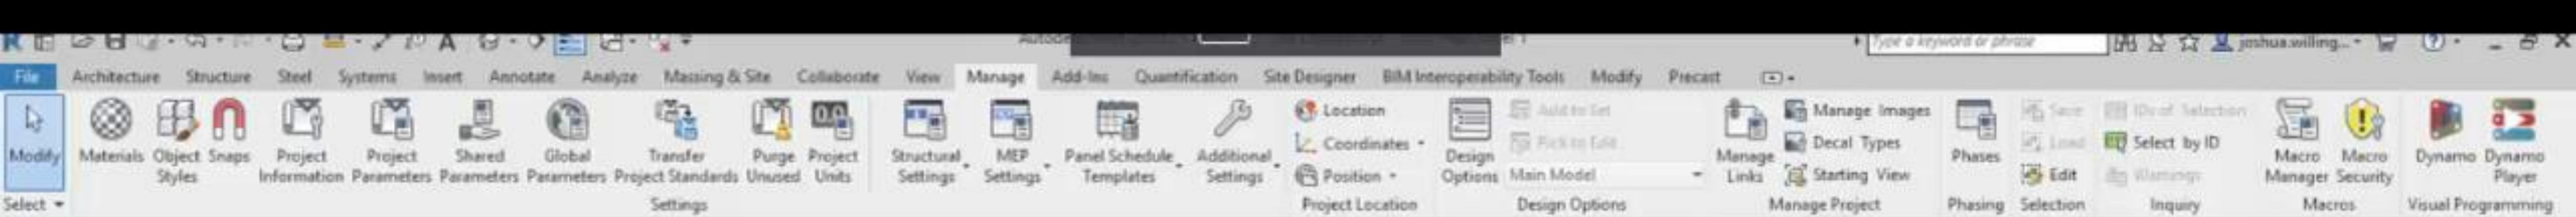 Type a keyword or phrase
joshua.willing...
File Architecture Structure Steel Systems Insert Annotate Analyze Massing & Site Collaborate View Manage Add-Ins Quantification Site Designer BIM Interoperability Tools Modify Precast
Modify
Materials
Object Styles
Snaps
Project Information
Project Parameters
Shared Parameters
Global Parameters
Transfer Project Standards
Purge Unused
Project Units
Structural Settings
MEP Settings
Panel Schedule Templates
Additional Settings
Location
Coordinates
Position
Design Options
Add to Set
Pick to Edit
Main Model
Manage Links
Manage Images
Decal Types
Starting View
Phases
Save
Load
Edit
IDs of Selection
Select by ID
Warnings
Macro Manager
Macro Security
Dynamo
Dynamo Player
Select Settings Project Location Design Options Manage Project Phasing Selection Inquiry Macros Visual Programming